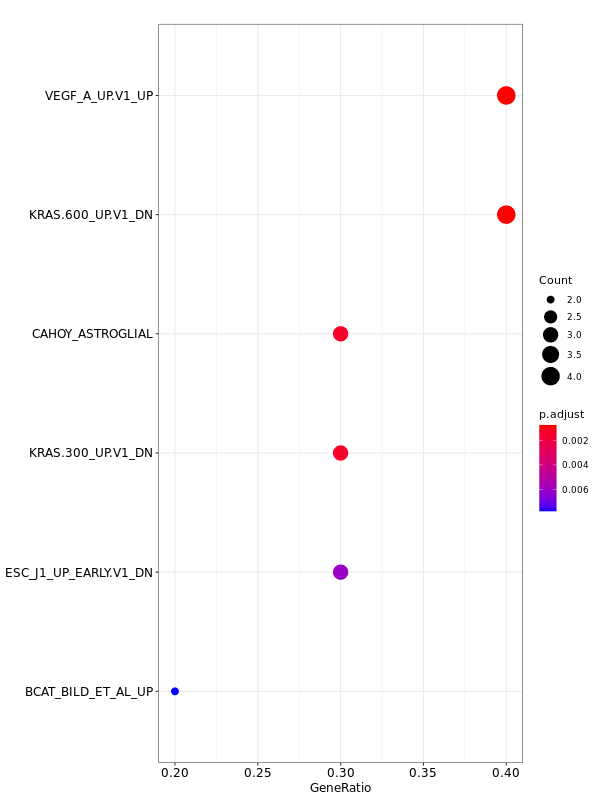 VEGF_A_UP.V1_UP
KRAS.600_UP.V1_DN
CAHOY_ASTROGLIAL
KRAS.300_UP.V1_DN
ESC_J1_UP_EARLY.V1_DN
BCAT_BILD_ET_AL_UP
0.20 0.25 0.30 0.35 0.40
GeneRatio
Count
2.0
2.5
3.0
3.5
4.0
p.adjust
0.002
0.004
0.006